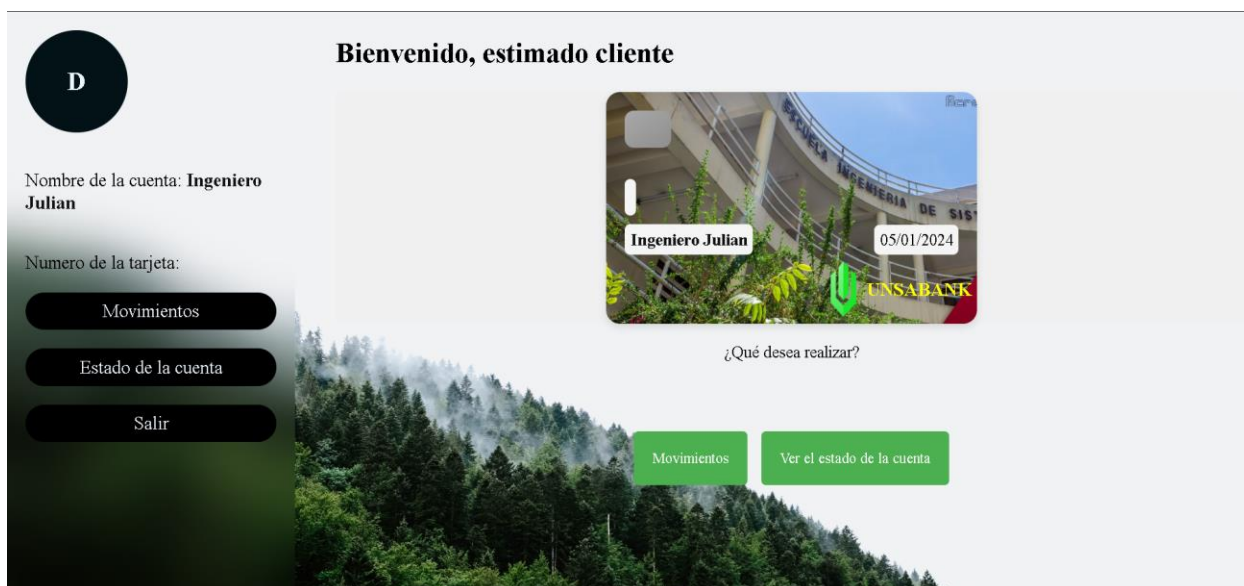 D
Nombre de la cuenta: Ingeniero
Julian
Numero de la tarjeta:
Movimientos
Estado de la cuenta
Salir
Bienvenido, estimado cliente
ESCUELA INGENIERIA DE SIS
Ingeniero Julian
05/01/2024
UNSABANK
¿Qué desea realizar?
Movimientos
Ver el estado de la cuenta